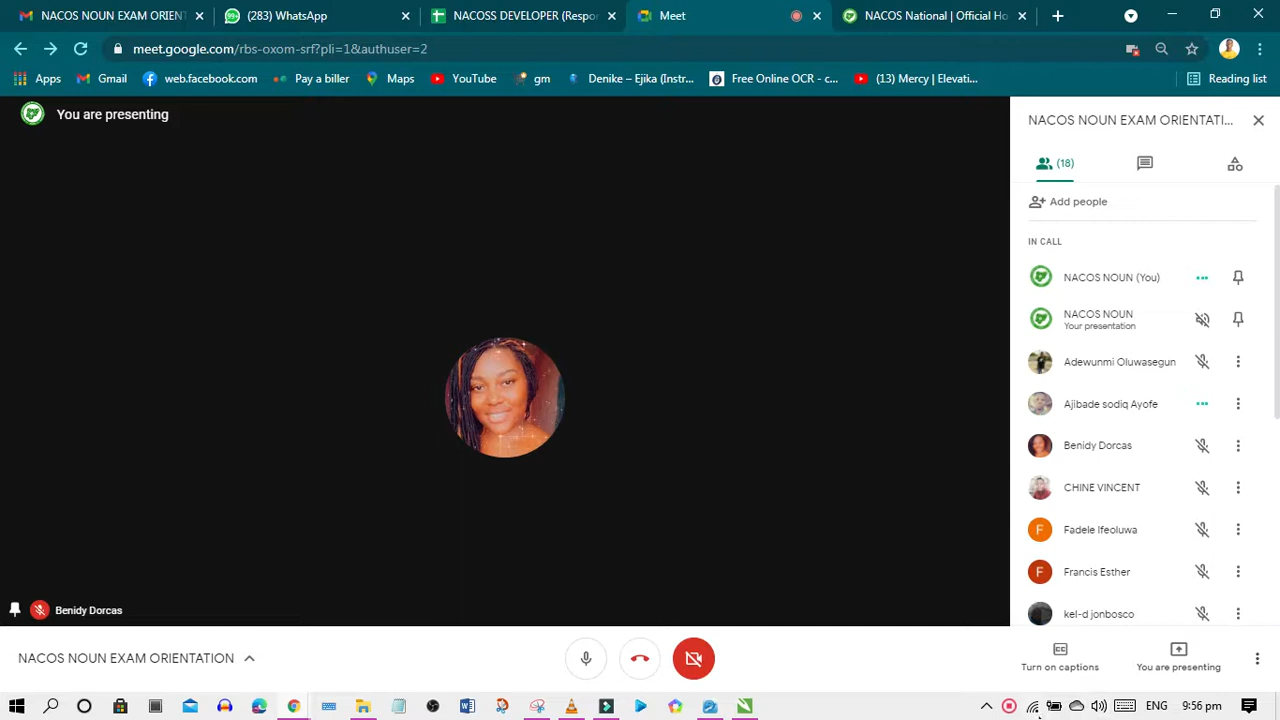 NACOSS NOUN EXAM ORIENT
(283) WhatsApp
NACOSS DEVELOPER (Respo
Meet
NACOS National | Official Ho
meet.google.com/rbs-oxom-srf?pli=1&authuser=2
Apps
Gmail
web.facebook.com
Pay a biller
Maps
YouTube
gm
Denike – Ejika (Instr...
Free Online OCR - c...
(13) Mercy | Elevati...
Reading list
You are presenting
NACOS NOUN EXAM ORIENTATI...
(18)
Add people
IN CALL
NACOS NOUN (You)
NACOS NOUN
Your presentation
Adewunmi Oluwasegun
Ajibade sodiq Ayofe
Benidy Dorcas
CHINE VINCENT
F
Fadele Ifeoluwa
F
Francis Esther
kel-d jonbosco
Benidy Dorcas
NACOS NOUN EXAM ORIENTATION
Turn on captions
You are presenting
ENG
9:56 pm